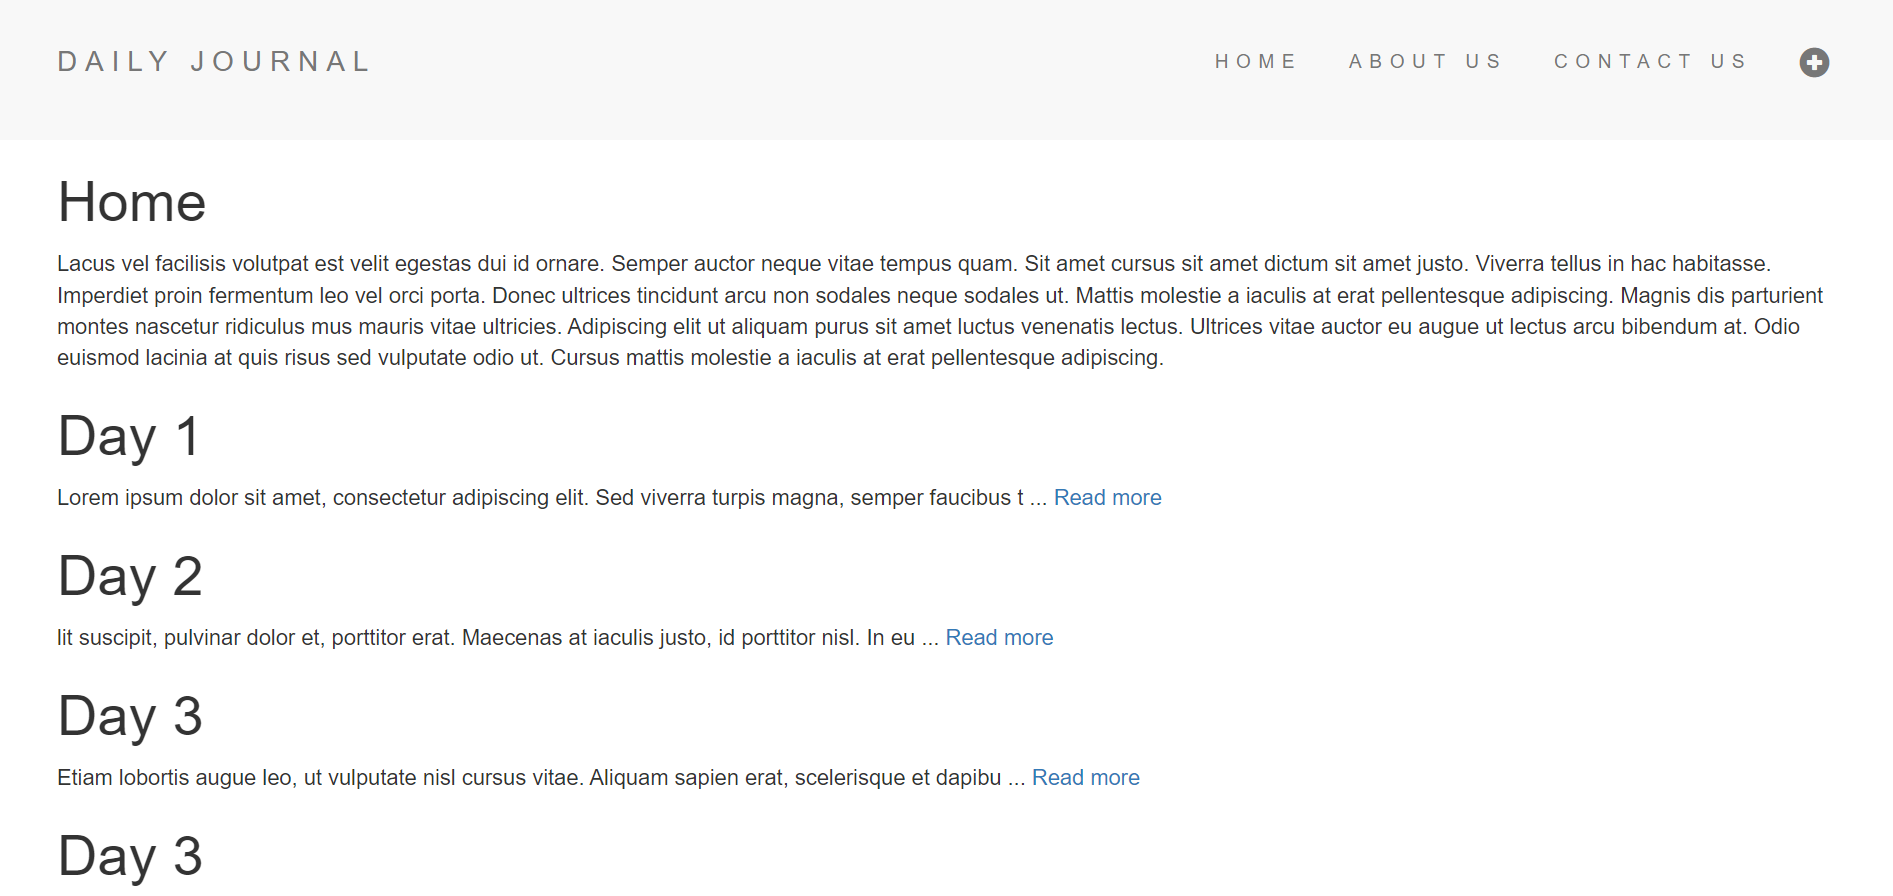 DAILY JOURNAL
HOME ABOUT US CONTACT US
Home
Lacus vel facilisis volutpat est velit egestas dui id ornare. Semper auctor neque vitae tempus quam. Sit amet cursus sit amet dictum sit amet justo. Viverra tellus in hac habitasse.
Imperdiet proin fermentum leo vel orci porta. Donec ultrices tincidunt arcu non sodales neque sodales ut. Mattis molestie a iaculis at erat pellentesque adipiscing. Magnis dis parturient
montes nascetur ridiculus mus mauris vitae ultricies. Adipiscing elit ut aliquam purus sit amet luctus venenatis lectus. Ultrices vitae auctor eu augue ut lectus arcu bibendum at. Odio
euismod lacinia at quis risus sed vulputate odio ut. Cursus mattis molestie a iaculis at erat pellentesque adipiscing.
Day 1
Lorem ipsum dolor sit amet, consectetur adipiscing elit. Sed viverra turpis magna, semper faucibus t ... Read more
Day 2
lit suscipit, pulvinar dolor et, porttitor erat. Maecenas at iaculis justo, id porttitor nisl. In eu ... Read more
Day 3
Etiam lobortis augue leo, ut vulputate nisl cursus vitae. Aliquam sapien erat, scelerisque et dapibu ... Read more
Day 3